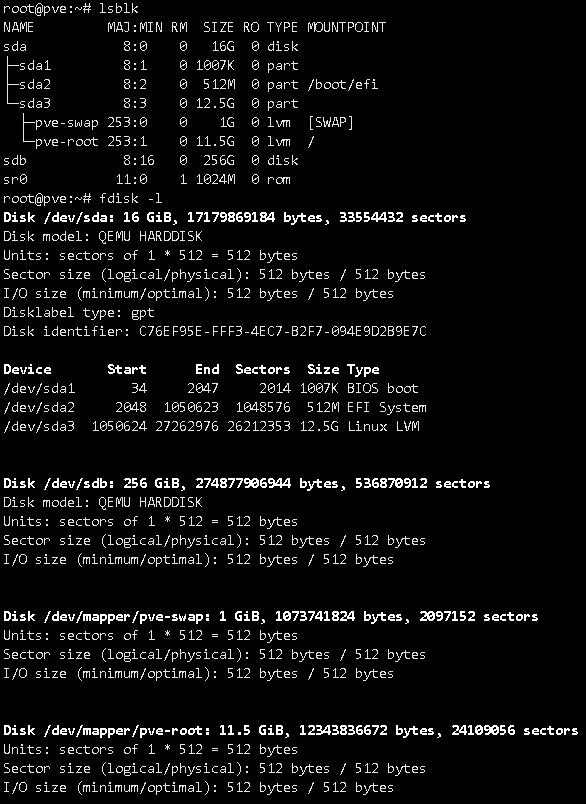 root@pve:~# lsblk
NAME         MAJ:MIN RM  SIZE RO TYPE MOUNTPOINT
sda            8:0    0   16G  0 disk
├─sda1         8:1    0 1007K  0 part
├─sda2         8:2    0  512M  0 part /boot/efi
└─sda3         8:3    0 12.5G  0 part
  ├─pve-swap 253:0    0    1G  0 lvm  [SWAP]
  └─pve-root 253:1    0 11.5G  0 lvm  /
sdb            8:16   0  256G  0 disk
sr0           11:0    1 1024M  0 rom
root@pve:~# fdisk -l
Disk /dev/sda: 16 GiB, 17179869184 bytes, 33554432 sectors
Disk model: QEMU HARDDISK
Units: sectors of 1 * 512 = 512 bytes
Sector size (logical/physical): 512 bytes / 512 bytes
I/O size (minimum/optimal): 512 bytes / 512 bytes
Disklabel type: gpt
Disk identifier: C76EF95E-FFF3-4EC7-B2F7-094E9D2B9E7C
Device       Start      End  Sectors  Size Type
/dev/sda1       34     2047     2014 1007K BIOS boot
/dev/sda2     2048  1050623  1048576  512M EFI System
/dev/sda3  1050624 27262976 26212353 12.5G Linux LVM
Disk /dev/sdb: 256 GiB, 274877906944 bytes, 536870912 sectors
Disk model: QEMU HARDDISK
Units: sectors of 1 * 512 = 512 bytes
Sector size (logical/physical): 512 bytes / 512 bytes
I/O size (minimum/optimal): 512 bytes / 512 bytes
Disk /dev/mapper/pve-swap: 1 GiB, 1073741824 bytes, 2097152 sectors
Units: sectors of 1 * 512 = 512 bytes
Sector size (logical/physical): 512 bytes / 512 bytes
I/O size (minimum/optimal): 512 bytes / 512 bytes
Disk /dev/mapper/pve-root: 11.5 GiB, 12343836672 bytes, 24109056 sectors
Units: sectors of 1 * 512 = 512 bytes
Sector size (logical/physical): 512 bytes / 512 bytes
I/O size (minimum/optimal): 512 bytes / 512 bytes